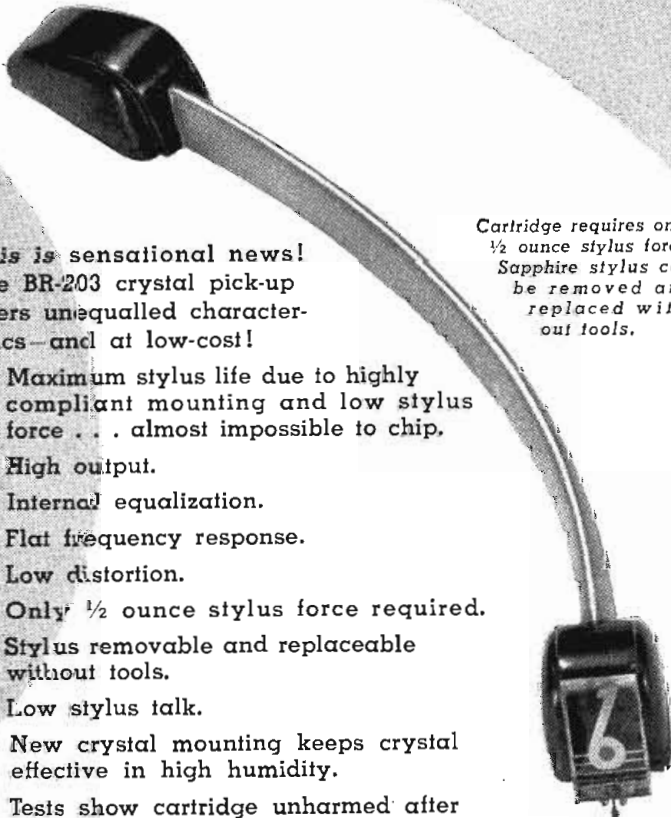 is is sensational news!
e BR-203 crystal pick-up
ers unequalled character-
ics—and at low-cost!
Maximum stylus life due to highly
compliant mounting and low stylus
force . . . almost impossible to chip.
High output.
Internal equalization.
Flat frequency response.
Low distortion.
Only ½ ounce stylus force required.
Stylus removable and replaceable
without tools.
Low stylus talk.
New crystal mounting keeps crystal
effective in high humidity.
Tests show cartridge unharmed after
Cartridge requires on
½ ounce stylus forc
Sapphire stylus c
be removed a
replaced wit
out tools.